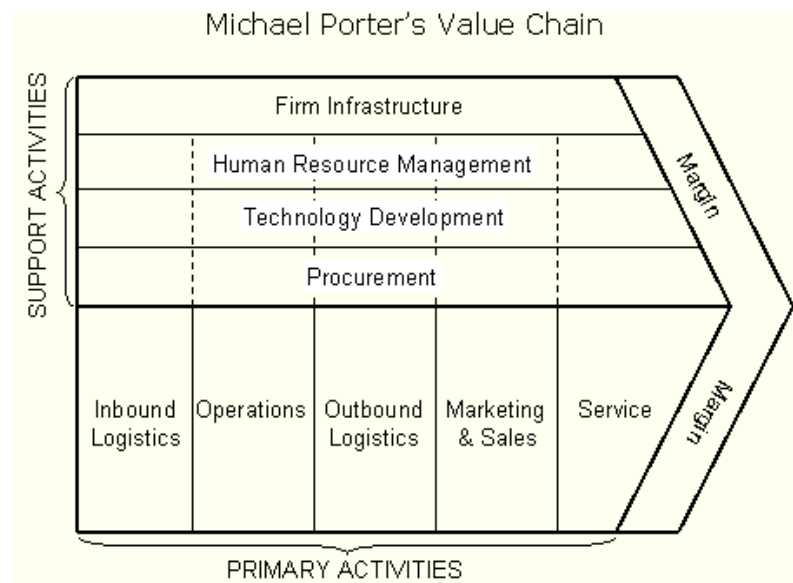 Michael Porter's Value Chain
SUPPORT ACTIVITIES
Firm Infrastructure
Human Resource Management
Technology Development
Procurement
Margin
Inbound
Logistics
Operations
Outbound
Logistics
Marketing
& Sales
Service
Margin
PRIMARY ACTIVITIES